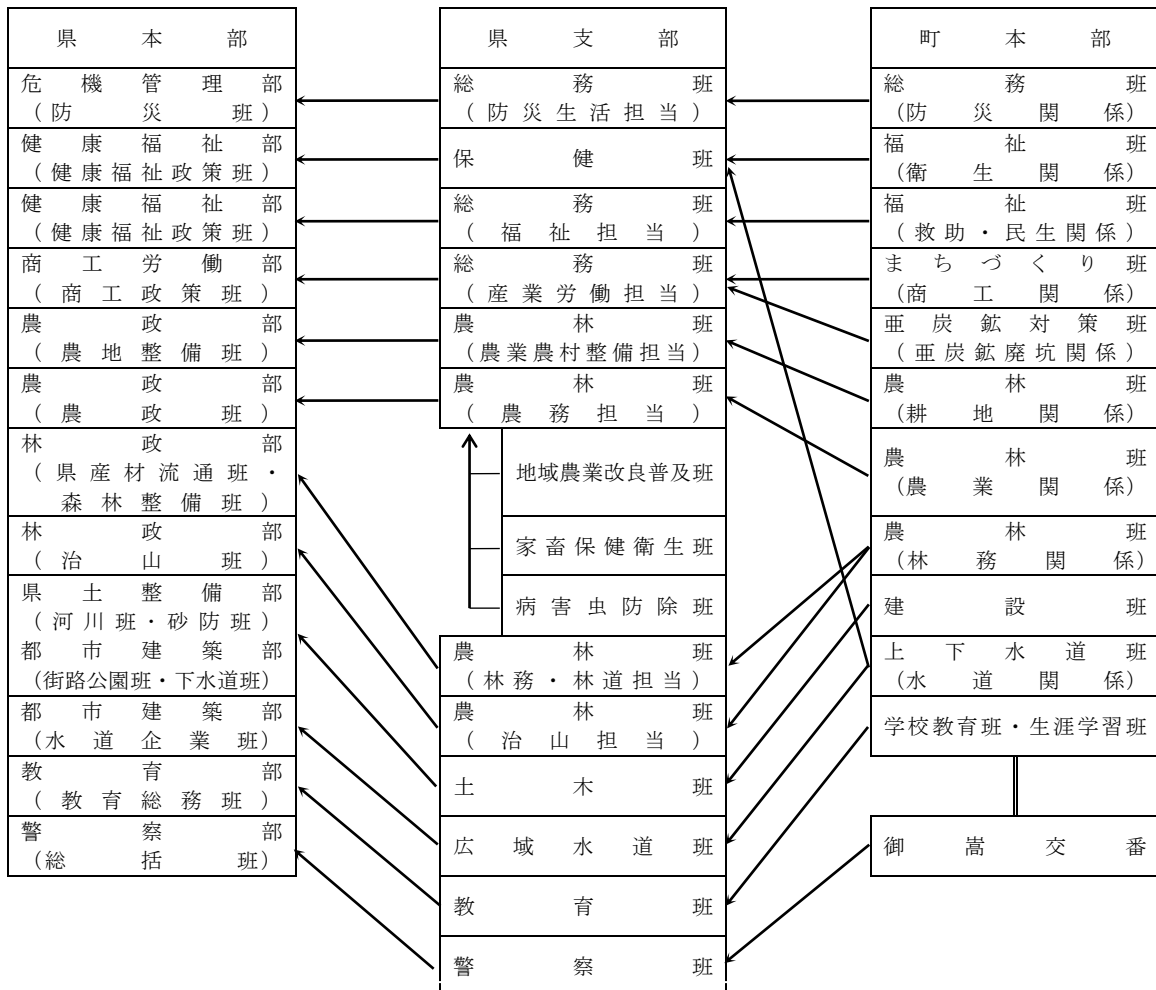 県本部
危機管理部
（防災班）
健康福祉部
（健康福祉政策班）
健康福祉部
（健康福祉政策班）
商工労働部
（商工政策班）
農政部
（農地整備班）
農政部
（農政班）
林政部
（県産材流通班・
森林整備班）
林政部
（治山班）
県土整備部
（河川班・砂防班）
都市建築部
（街路公園班・下水道班）
都市建築部
（水道企業班）
教育部
（教育総務班）
警察部
（総括班）
県支部
総務班
（防災生活担当）
保健班
総務班
（福祉担当）
総務班
（産業労働担当）
農林班
（農業農村整備担当）
農林班
（農務担当）
地域農業改良普及班
家畜保健衛生班
病害虫防除班
農林班
（林務・林道担当）
農林班
（治山担当）
土木班
広域水道班
教育班
警察班
町本部
総務班
（防災関係）
福祉班
（衛生関係）
福祉班
（救助・民生関係）
まちづくり班
（商工関係）
亜炭鉱対策班
（亜炭鉱廃坑関係）
農林班
（耕地関係）
農林班
（農業関係）
農林班
（林務関係）
建設班
上下水道班
（水道関係）
学校教育班・生涯学習班
御嵩交番